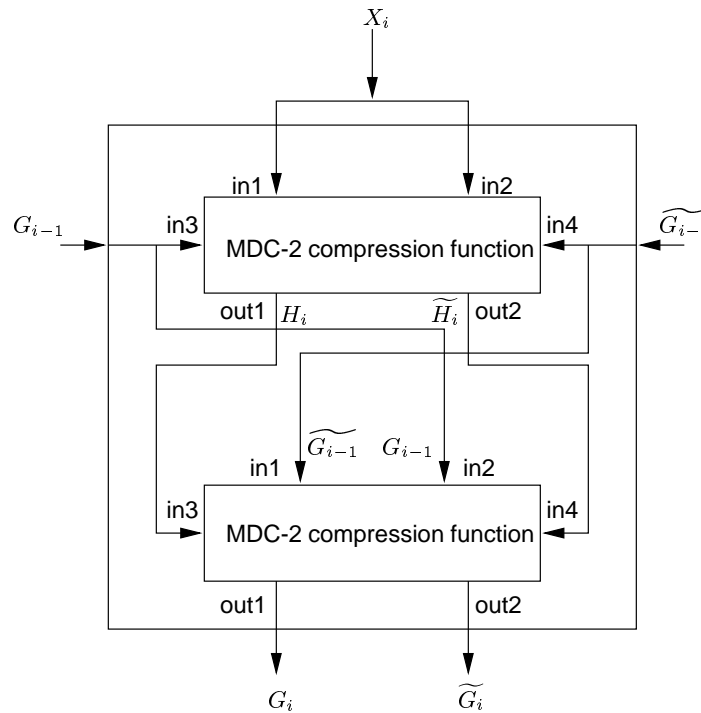 X_i
in1 in2
G_{i-1} in3 MDC-2 compression function in4 \widetilde{G_{i-}}
out1 H_i \widetilde{H_i} out2
\widetilde{G_{i-1}} G_{i-1}
in1 in2
in3 MDC-2 compression function in4
out1 out2
G_i \widetilde{G_i}